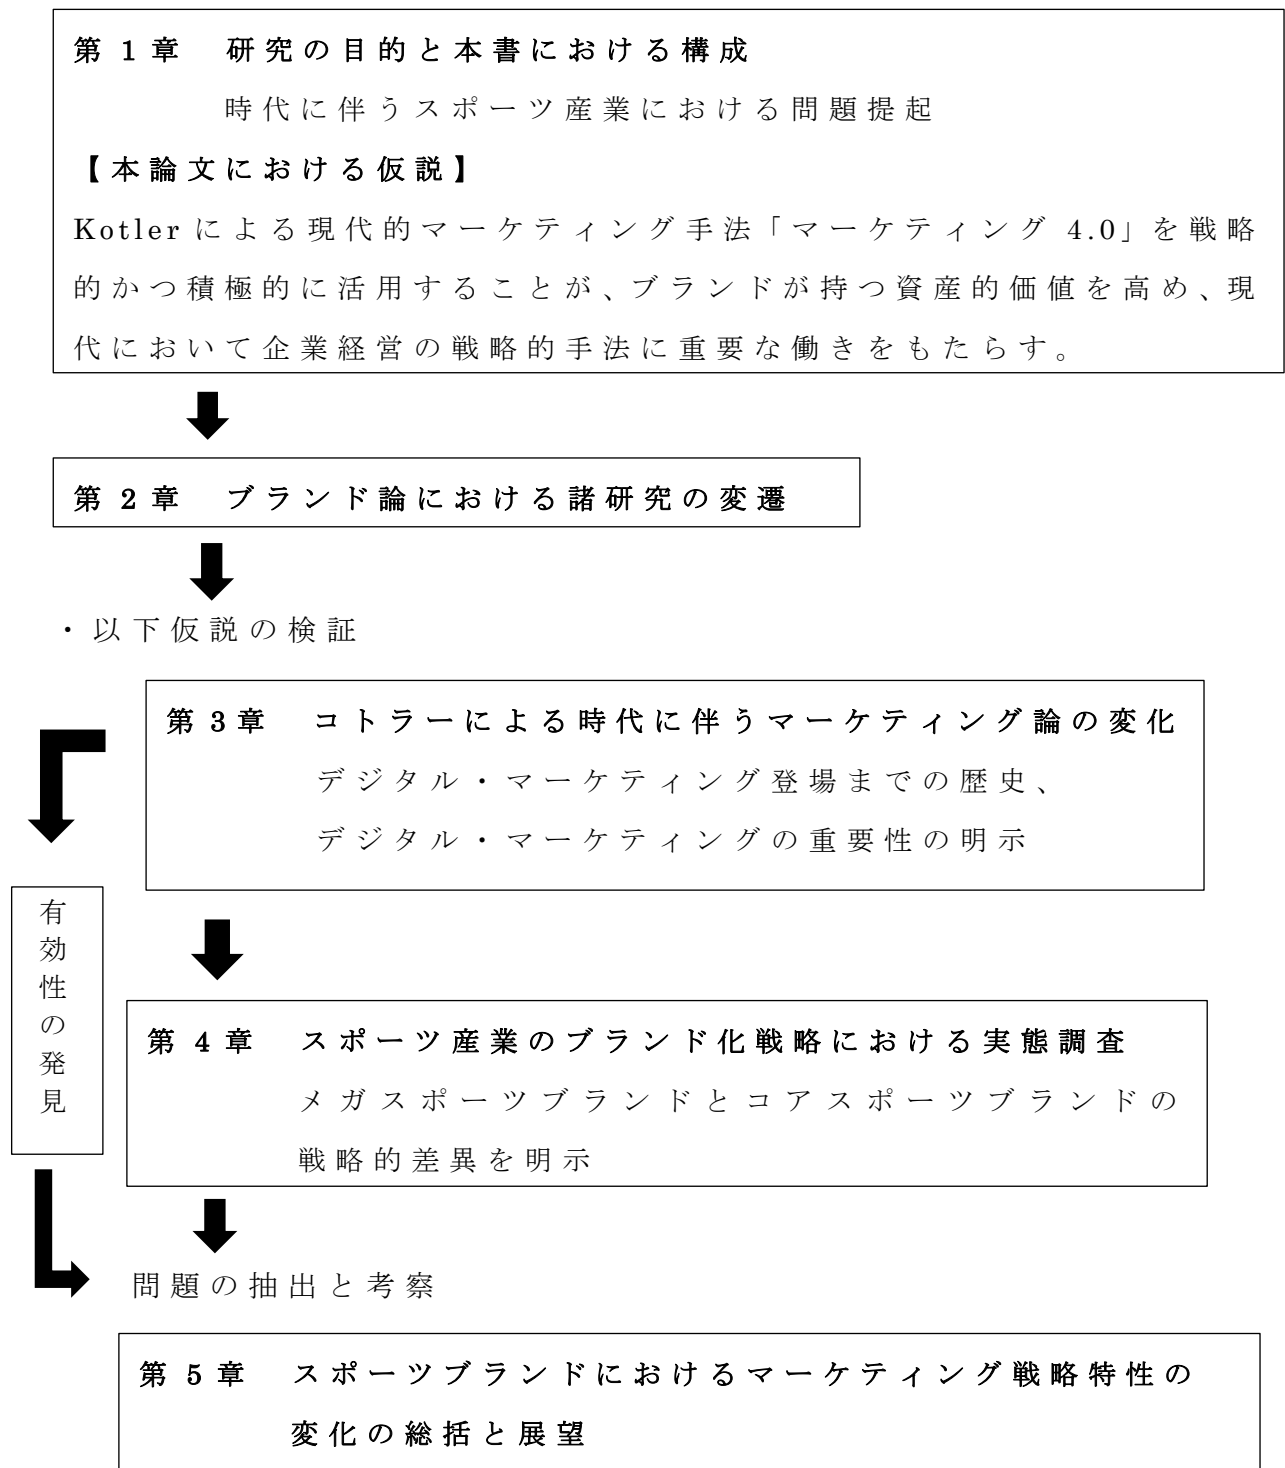 第1章　研究の目的と本書における構成
時代に伴うスポーツ産業における問題提起
【本論文における仮説】
Kotlerによる現代的マーケティング手法「マーケティング 4.0」を戦略
的かつ積極的に活用することが、ブランドが持つ資産的価値を高め、現
代において企業経営の戦略的手法に重要な働きをもたらす。
第2章　ブランド論における諸研究の変遷
・以下仮説の検証
第3章　コトラーによる時代に伴うマーケティング論の変化
デジタル・マーケティング登場までの歴史、
デジタル・マーケティングの重要性の明示
有効性の発見
第4章　スポーツ産業のブランド化戦略における実態調査
メガスポーツブランドとコアスポーツブランドの
戦略的差異を明示
問題の抽出と考察
第5章　スポーツブランドにおけるマーケティング戦略特性の
変化の総括と展望